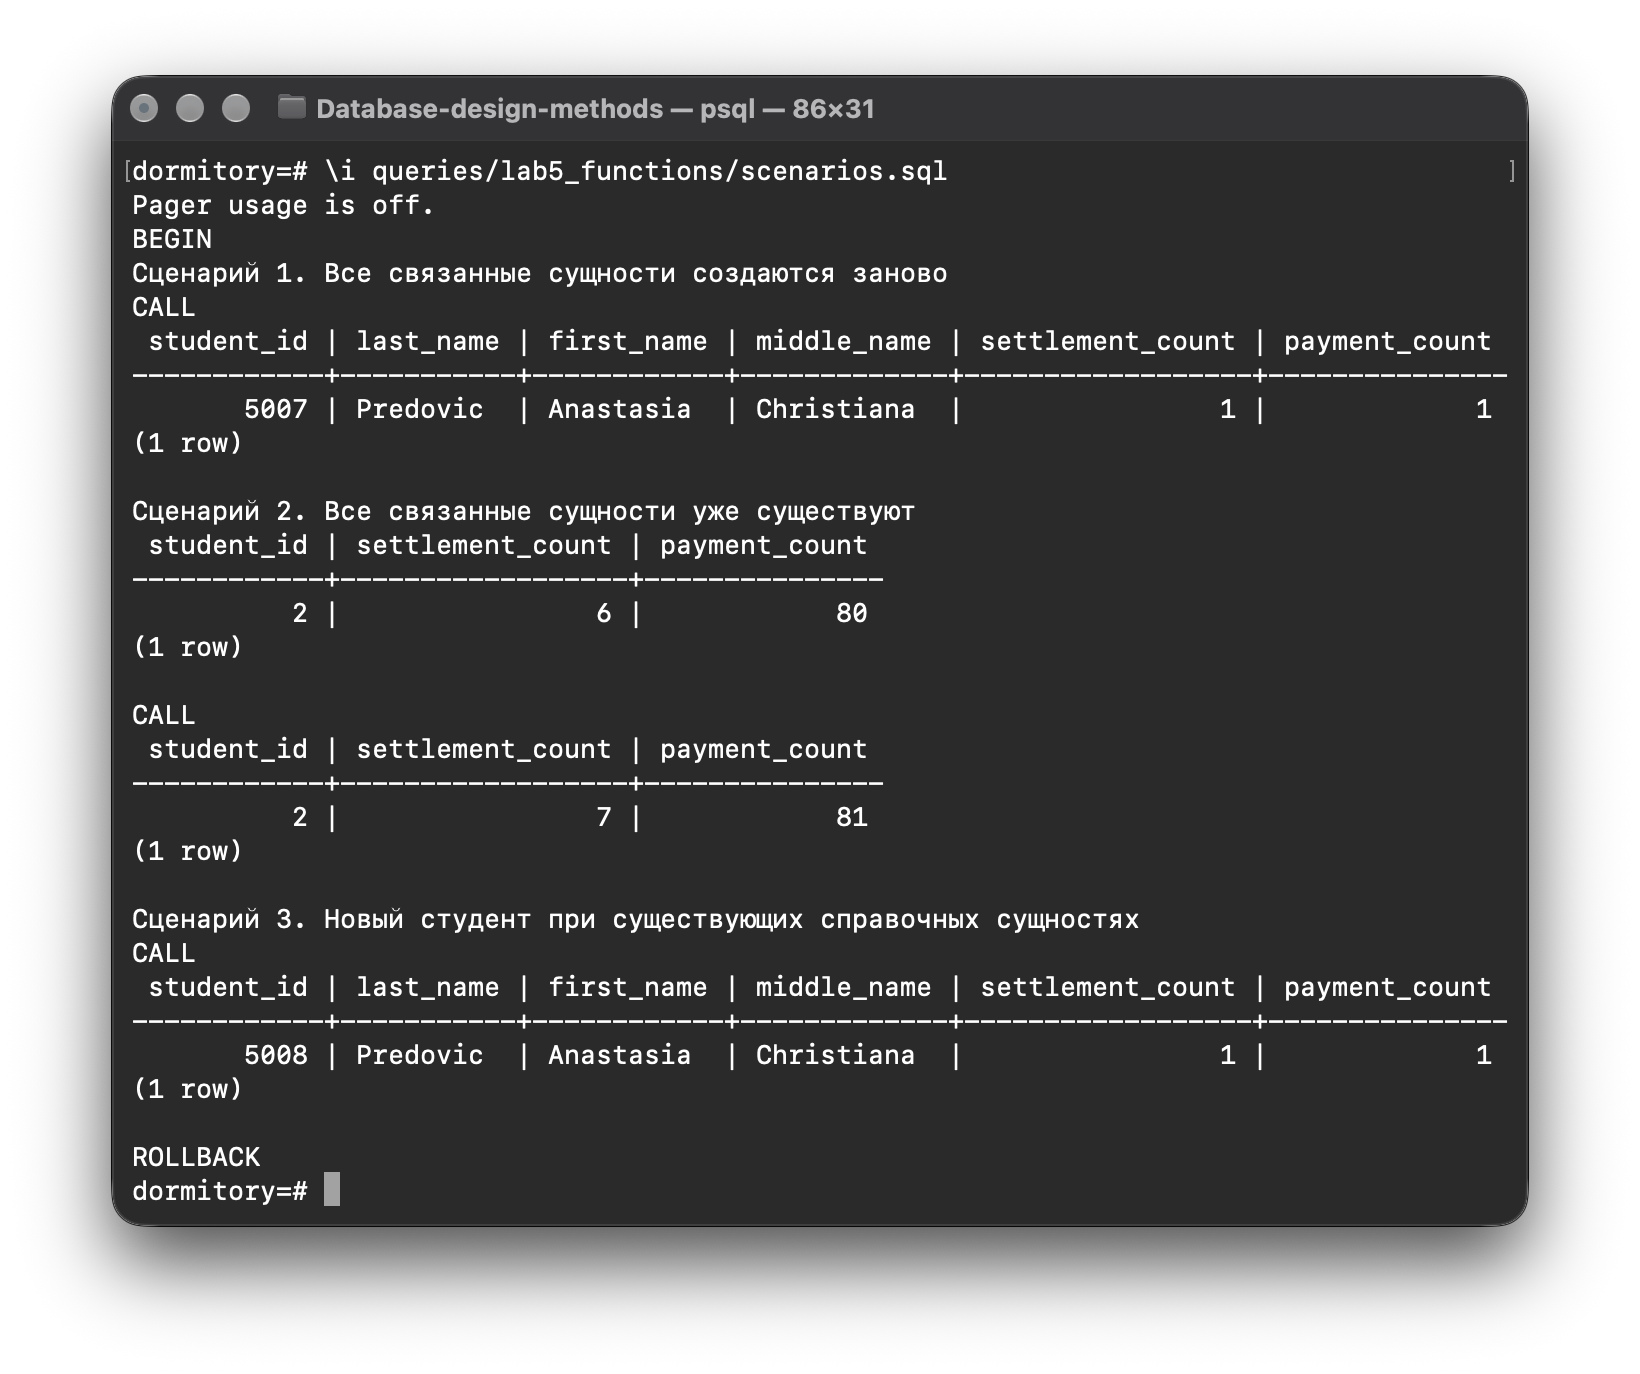 Database-design-methods — psql — 86×31
[dormitory=# \i queries/lab5_functions/scenarios.sql ]
Pager usage is off.
BEGIN
Сценарий 1. Все связанные сущности создаются заново
CALL
 student_id | last_name | first_name | middle_name | settlement_count | payment_count
------------+-----------+------------+-------------+------------------+---------------
       5007 | Predovic  | Anastasia  | Christiana  |                1 |             1
(1 row)

Сценарий 2. Все связанные сущности уже существуют
 student_id | settlement_count | payment_count
------------+------------------+---------------
          2 |                6 |            80
(1 row)

CALL
 student_id | settlement_count | payment_count
------------+------------------+---------------
          2 |                7 |            81
(1 row)

Сценарий 3. Новый студент при существующих справочных сущностях
CALL
 student_id | last_name | first_name | middle_name | settlement_count | payment_count
------------+-----------+------------+-------------+------------------+---------------
       5008 | Predovic  | Anastasia  | Christiana  |                1 |             1
(1 row)

ROLLBACK
dormitory=#